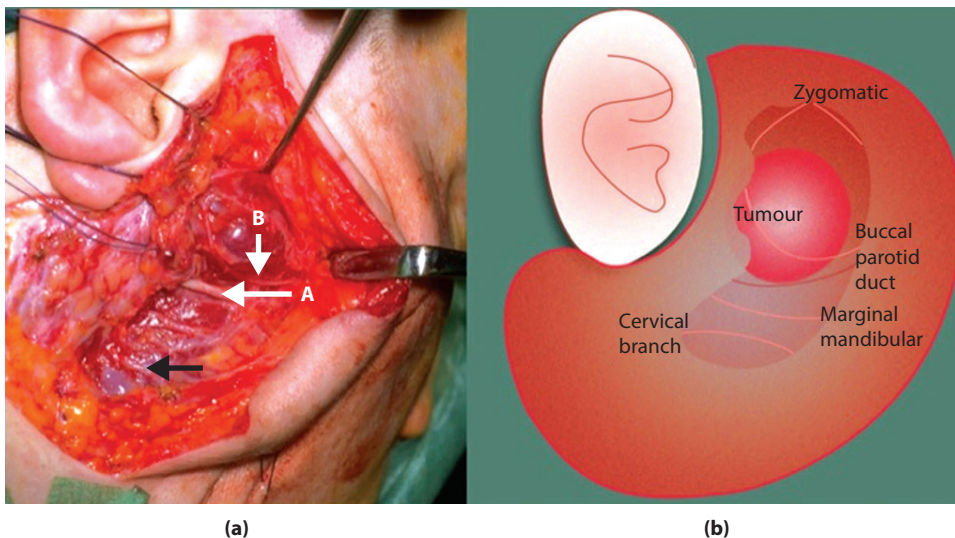 B
A
(a)
Zygomatic
Tumour
Buccal
parotid
duct
Cervical
branch
Marginal
mandibular
(b)